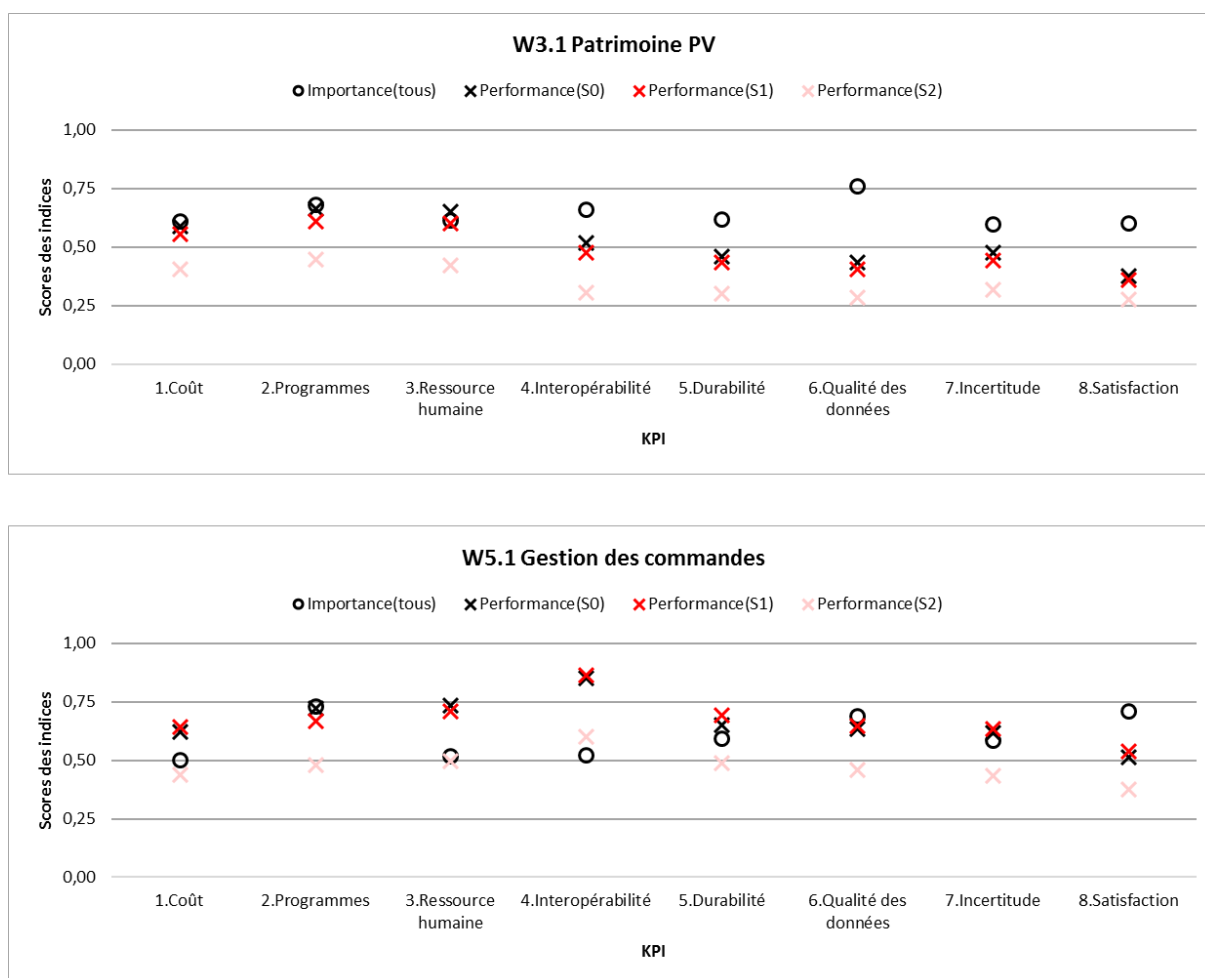 W3.1 Patrimoine PV
Importance(tous) Performance(S0) Performance(S1) Performance(S2)
Scores des indices
1,00
0,75
0,50
0,25
0,00
1.Coût 2.Programmes 3.Ressource 4.Interopérabilité 5.Durabilité 6.Qualité des 7.Incertitude 8.Satisfaction
humaine données
KPI
W5.1 Gestion des commandes
Importance(tous) Performance(S0) Performance(S1) Performance(S2)
Scores des indices
1,00
0,75
0,50
0,25
0,00
1.Coût 2.Programmes 3.Ressource 4.Interopérabilité 5.Durabilité 6.Qualité des 7.Incertitude 8.Satisfaction
humaine données
KPI